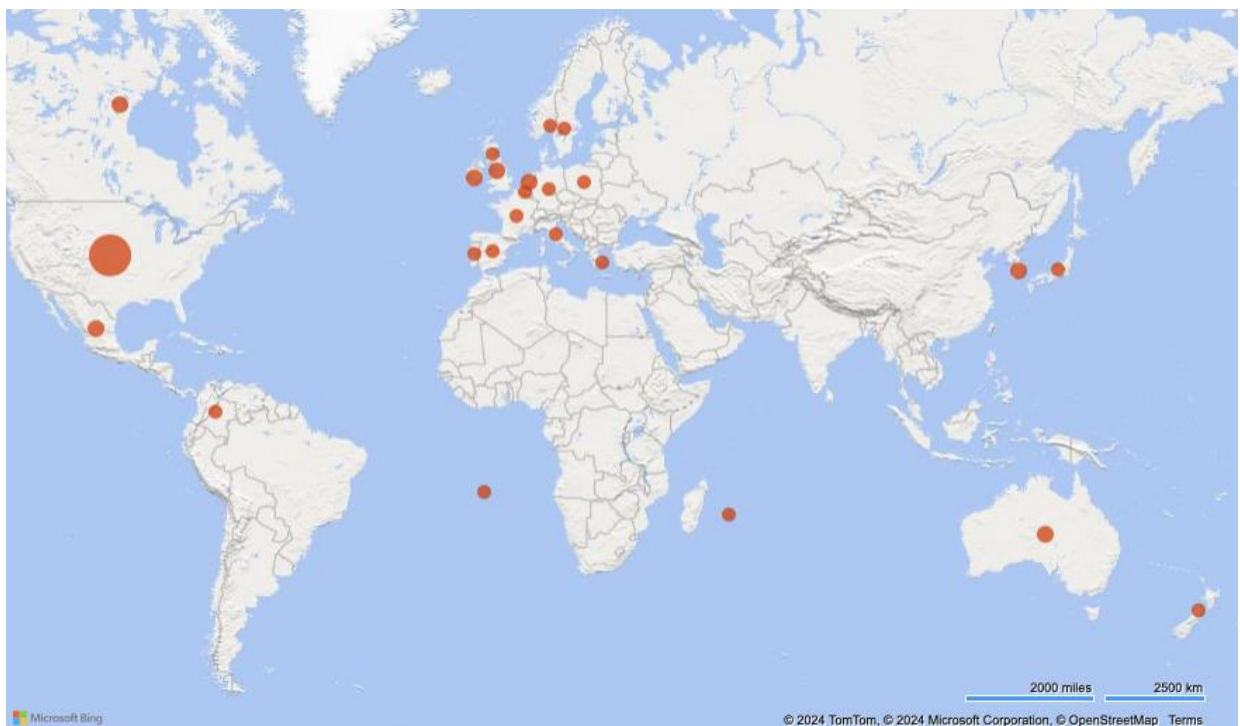 2000 miles
2500 km
Microsoft Bing
© 2024 TomTom, © 2024 Microsoft Corporation, © OpenStreetMap Terms